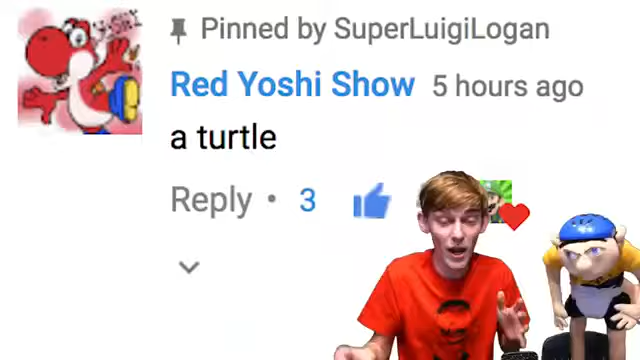 Pinned by SuperLuigiLogan
Red Yoshi Show 5 hours ago
a turtle
Reply • 3